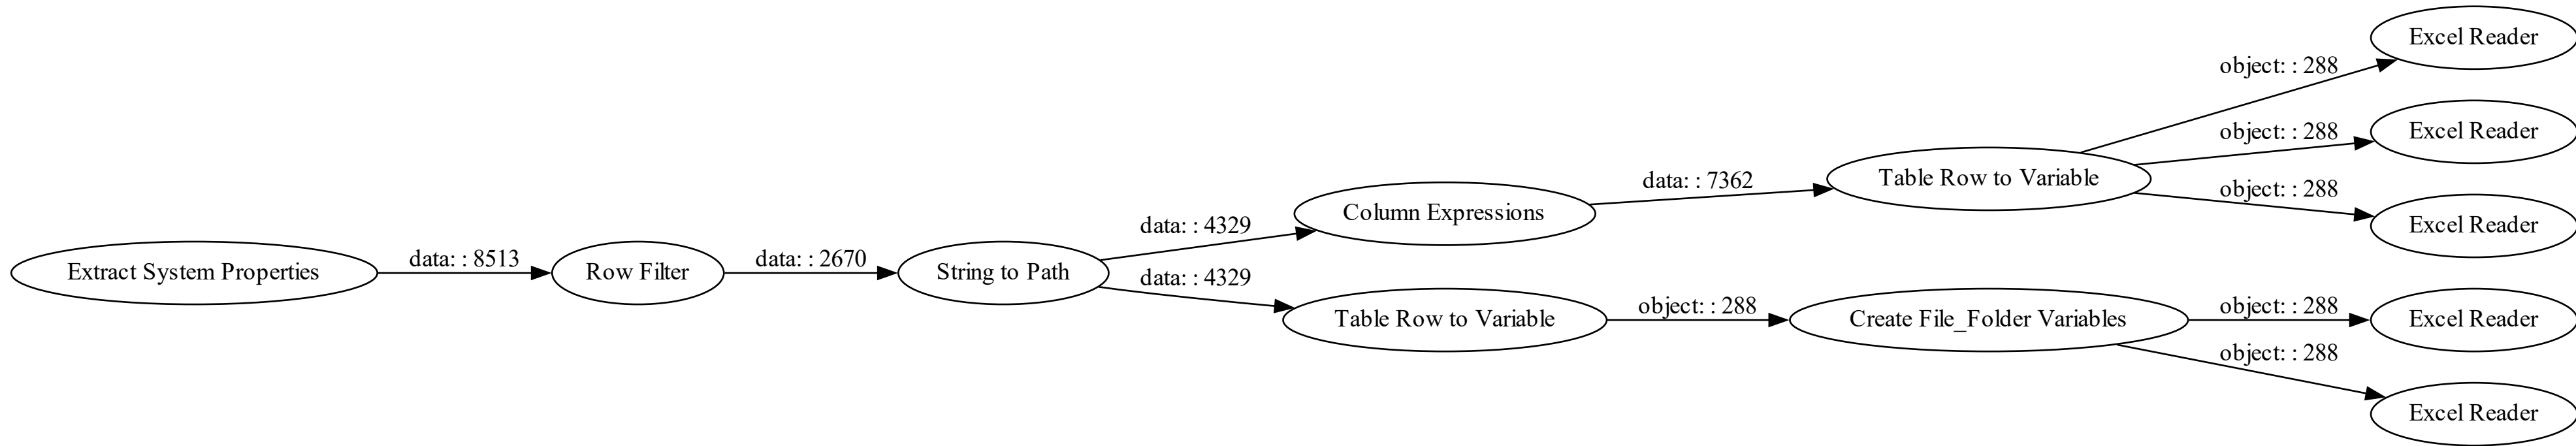 Extract System Properties
data: : 8513
Row Filter
data: : 2670
String to Path
data: : 4329
data: : 4329
Column Expressions
data: : 7362
Table Row to Variable
object: : 288
Excel Reader
object: : 288
Excel Reader
object: : 288
Excel Reader
Table Row to Variable
object: : 288
Create File_Folder Variables
object: : 288
Excel Reader
object: : 288
Excel Reader